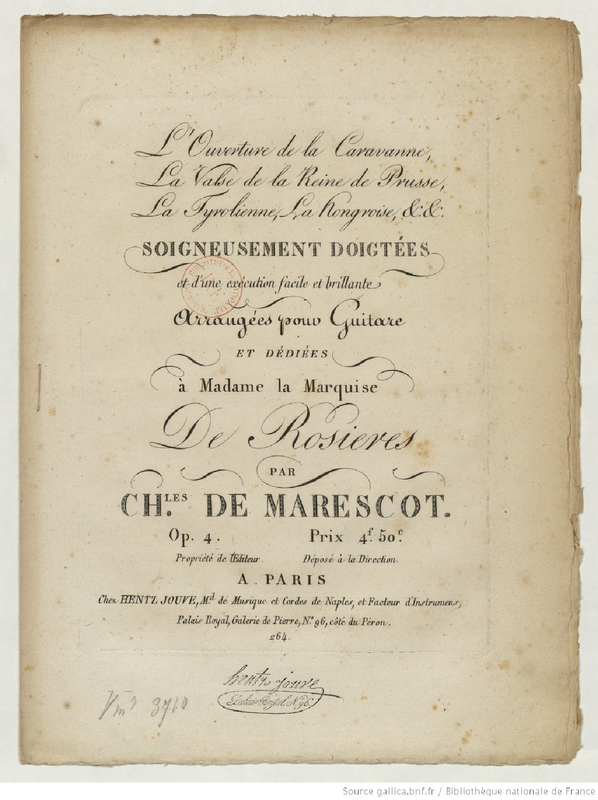 L'Ouverture de la Caravanne,
La Valse de la Reine de Prusse,
La Tyrolienne, La Hongroise, &.&.
SOIGNEUSEMENT DOIGTÉES
et d'une exécution facile et brillante
Arrangées pour Guitare
ET DÉDIÉES
à Madame la Marquise
De Rosieres
PAR
CH.LES DE MARESCOT.
Op. 4. Prix 4f. 50c.
Propriété de l'Editeur. Déposé à la Direction.
A PARIS
Chez HENTZ JOUVE, Md. de Musique et Cordes de Naples, et Facteur d'Instrumens,
Palais Royal, Galerie de Pierre, No. 96, côté du Péron.
264.
hentz jouve
Palais Royal N. 96.
Vm9 3710
Source gallica.bnf.fr / Bibliothèque nationale de France